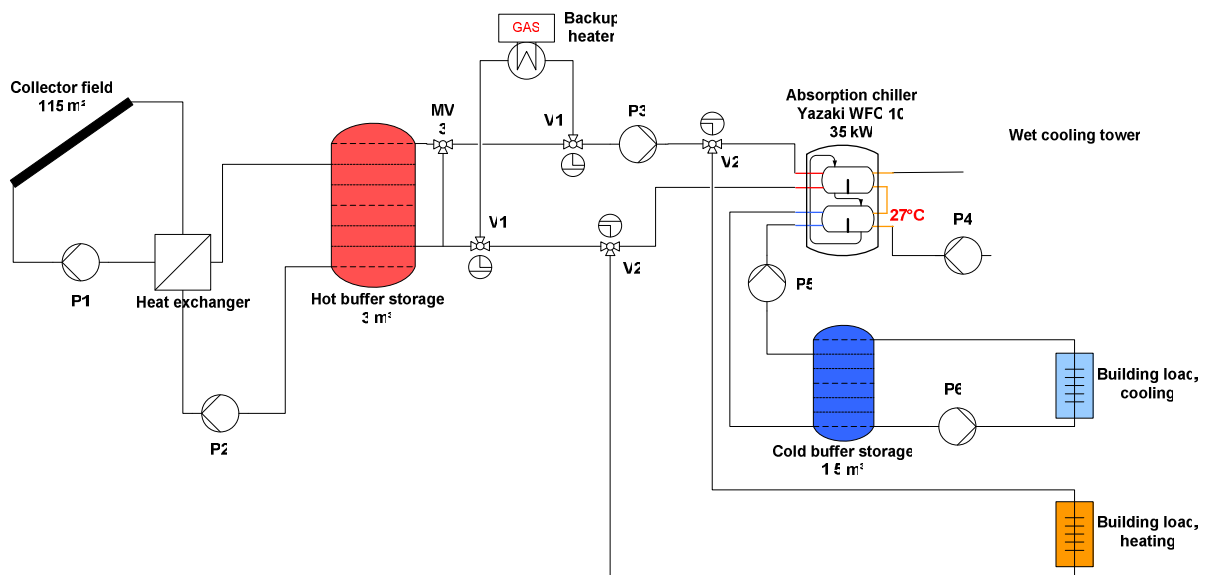 GAS
Backup
heater
Collector field
115 m³
MV
3
V1
P3
V2
Absorption chiller
Yazaki WFC 10
35 kW
Wet cooling tower
P1
Heat exchanger
Hot buffer storage
3 m³
V1
V2
27°C
P4
P5
P2
P6
Cold buffer storage
1.5 m³
Building load,
cooling
Building load,
heating